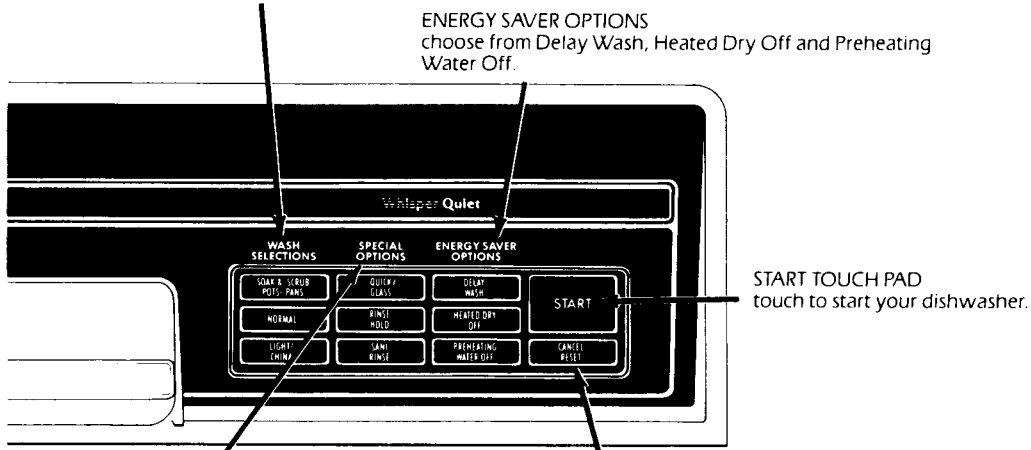 ENERGY SAVER OPTIONS
choose from Delay Wash, Heated Dry Off and Preheating
Water Off.
Whisper Quiet
WASH
SELECTIONS
SPECIAL
OPTIONS
ENERGY SAVER
OPTIONS
SOAK & SCRUB
POTS- PANS
QUICK/
GLASS
DELAY
WASH
START
NORMAL
RINSE
HOLD
HEATED DRY
OFF
LIGHT/
CHINA
SANI
RINSE
PREHEATING
WATER OFF
CANCEL
RESET
START TOUCH PAD
touch to start your dishwasher.